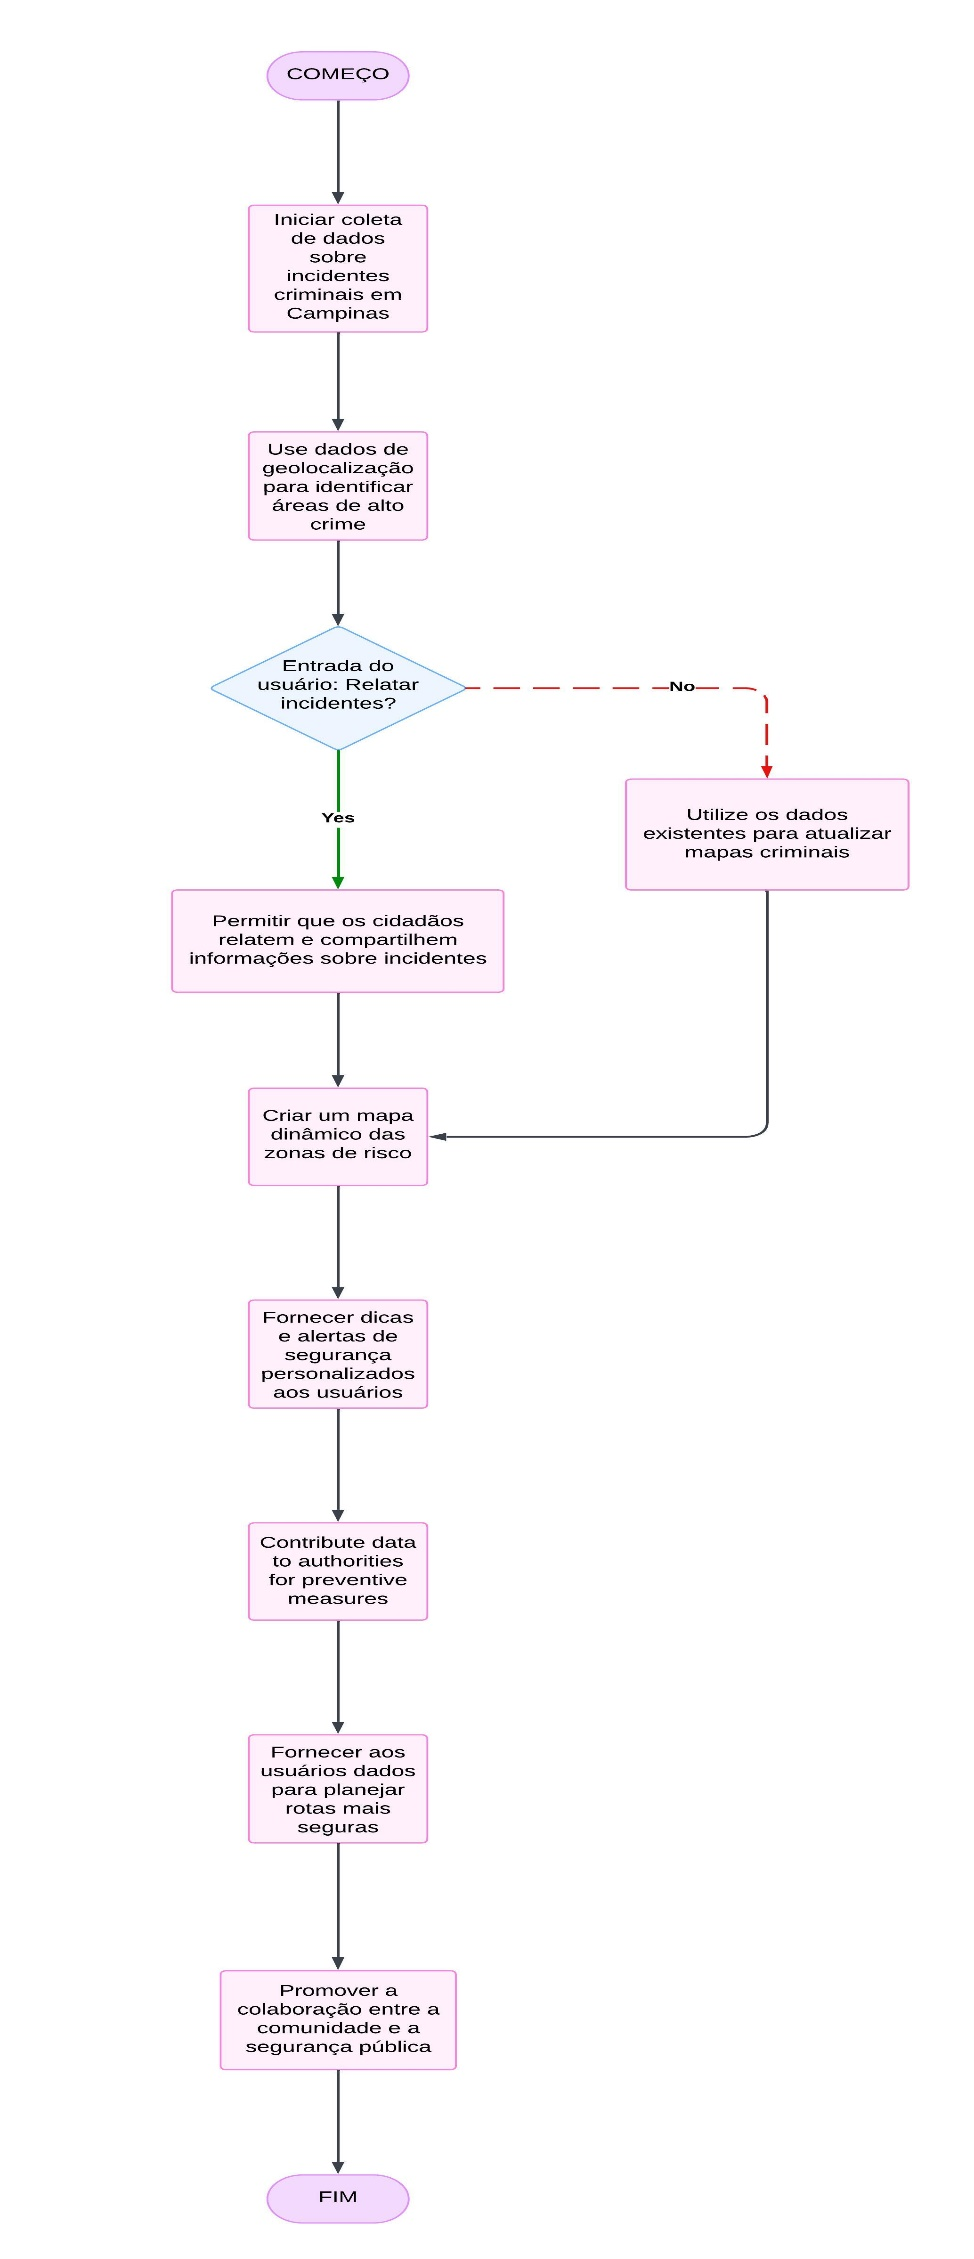 COMEÇO
Iniciar coleta
de dados
sobre
incidentes
criminais em
Campinas
Use dados de
geolocalização
para identificar
áreas de alto
crime
Entrada do
usuário: Relatar
incidentes?
No
Yes
Utilize os dados
existentes para atualizar
mapas criminais
Permitir que os cidadãos
relatem e compartilhem
informações sobre incidentes
Criar um mapa
dinâmico das
zonas de risco
Fornecer dicas
e alertas de
segurança
personalizados
aos usuários
Contribute data
to authorities
for preventive
measures
Fornecer aos
usuários dados
para planejar
rotas mais
seguras
Promover a
colaboração entre a
comunidade e a
segurança pública
FIM